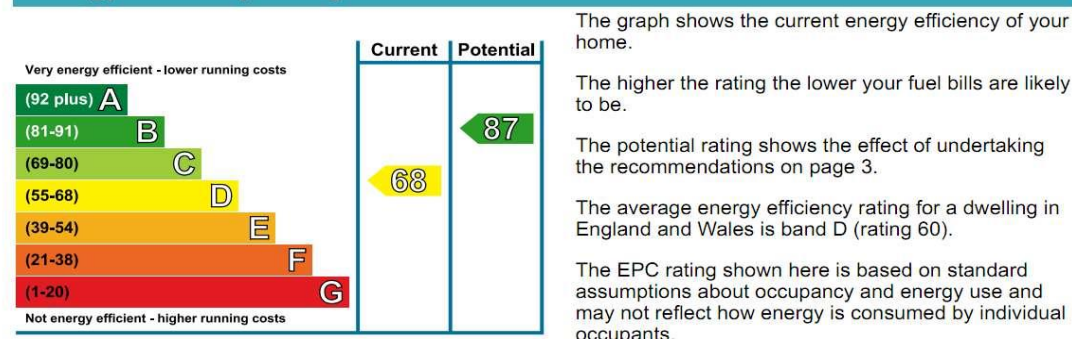 Current
Potential
Very energy efficient - lower running costs
(92 plus) A
(81-91) B
(69-80) C
(55-68) D
(39-54) E
(21-38) F
(1-20) G
Not energy efficient - higher running costs
68
87
The graph shows the current energy efficiency of your
home.
The higher the rating the lower your fuel bills are likely
to be.
The potential rating shows the effect of undertaking
the recommendations on page 3.
The average energy efficiency rating for a dwelling in
England and Wales is band D (rating 60).
The EPC rating shown here is based on standard
assumptions about occupancy and energy use and
may not reflect how energy is consumed by individual
occupants.